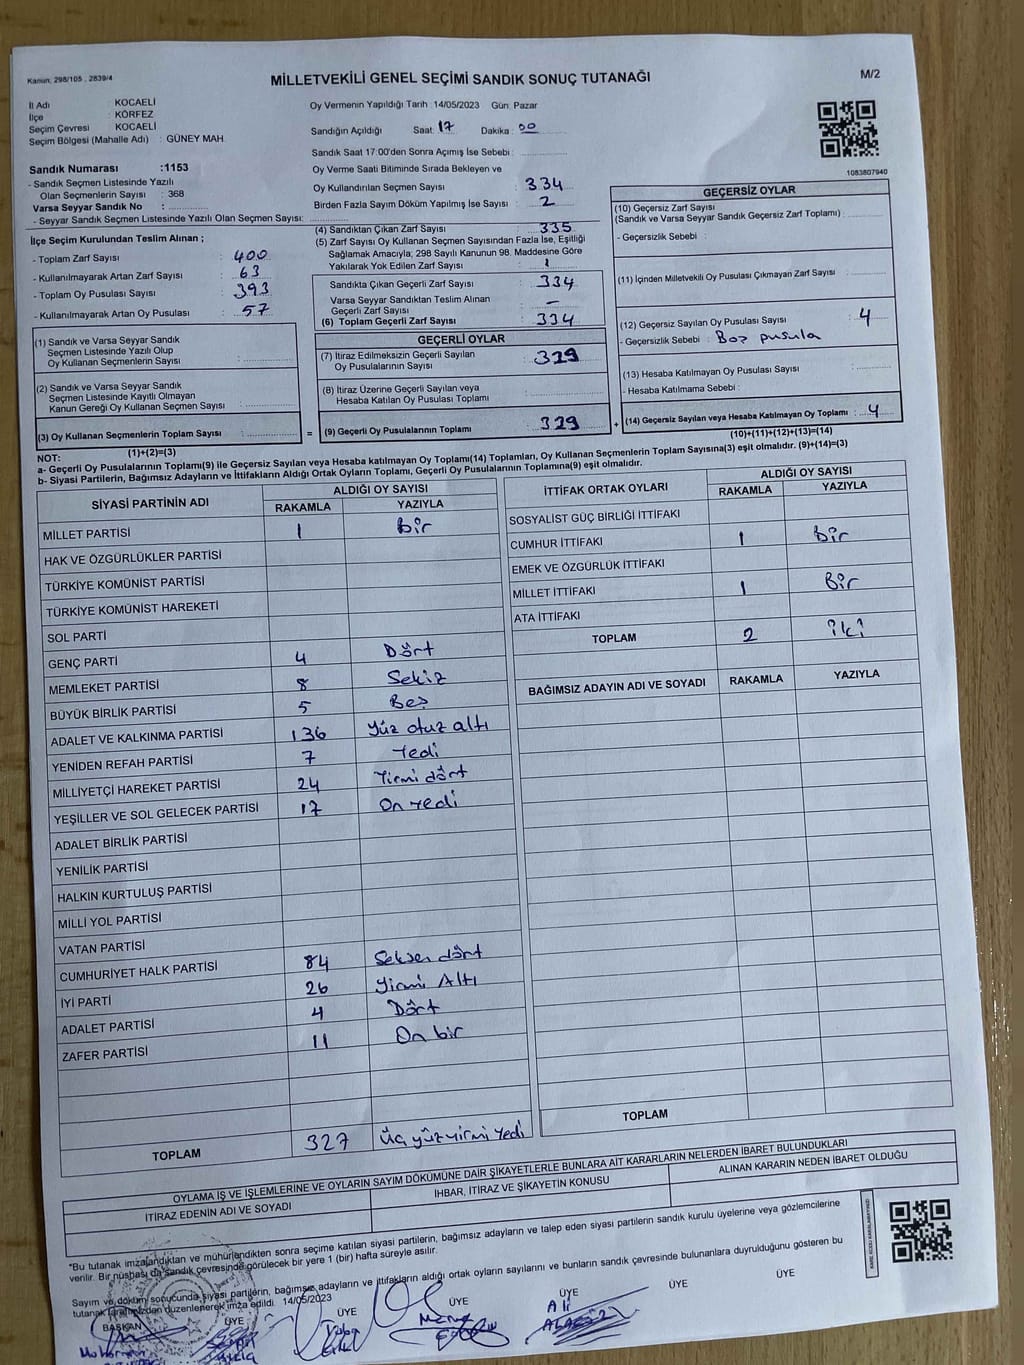 Kanun: 298/105 , 2839/4
MİLLETVEKİLİ GENEL SEÇİMİ SANDIK SONUÇ TUTANAĞI
M/2
İl Adı KOCAELİ
İlçe KÖRFEZ
Seçim Çevresi KOCAELİ
Seçim Bölgesi (Mahalle Adı) : GÜNEY MAH.
Oy Vermenin Yapıldığı Tarih :14/05/2023 Gün: Pazar
Sandığın Açıldığı Saat: 17 Dakika : 00
Sandık Saat 17:00'den Sonra Açımış İse Sebebi :
Sandık Numarası :1153
- Sandık Seçmen Listesinde Yazılı
Olan Seçmenlerin Sayısı : 368
Varsa Seyyar Sandık No :
- Seyyar Sandık Seçmen Listesinde Yazılı Olan Seçmen Sayısı:
Oy Verme Saati Bitiminde Sırada Bekleyen ve
Oy Kullandırılan Seçmen Sayısı : 334
Birden Fazla Sayım Döküm Yapılmış İse Sayısı : 2
1083807940
İlçe Seçim Kurulundan Teslim Alınan ;
- Toplam Zarf Sayısı : 400
- Kullanılmayarak Artan Zarf Sayısı : 63
- Toplam Oy Pusulası Sayısı : 393
- Kullanılmayarak Artan Oy Pusulası : 57
(4) Sandıktan Çıkan Zarf Sayısı : 335
(5) Zarf Sayısı Oy Kullanan Seçmen Sayısından Fazla İse, Eşitliği
Sağlamak Amacıyla; 298 Sayılı Kanunun 98. Maddesine Göre
Yakılarak Yok Edilen Zarf Sayısı : 1
Sandıkta Çıkan Geçerli Zarf Sayısı : 334
Varsa Seyyar Sandıktan Teslim Alınan
Geçerli Zarf Sayısı : –
(6) Toplam Geçerli Zarf Sayısı : 334
GEÇERSİZ OYLAR
(10) Geçersiz Zarf Sayısı
(Sandık ve Varsa Seyyar Sandık Geçersiz Zarf Toplamı) :
- Geçersizlik Sebebi :
(11) İçinden Milletvekili Oy Pusulası Çıkmayan Zarf Sayısı :
(12) Geçersiz Sayılan Oy Pusulası Sayısı : 4
- Geçersizlik Sebebi : Boş pusula
(13) Hesaba Katılmayan Oy Pusulası Sayısı :
- Hesaba Katılmama Sebebi :
(14) Geçersiz Sayılan veya Hesaba Katılmayan Oy Toplamı : 4
(10)+(11)+(12)+(13)=(14)
(1) Sandık ve Varsa Seyyar Sandık
Seçmen Listesinde Yazılı Olup
Oy Kullanan Seçmenlerin Sayısı :
(2) Sandık ve Varsa Seyyar Sandık
Seçmen Listesinde Kayıtlı Olmayan
Kanun Gereği Oy Kullanan Seçmen Sayısı :
(3) Oy Kullanan Seçmenlerin Toplam Sayısı :
(1)+(2)=(3)
GEÇERLİ OYLAR
(7) İtiraz Edilmeksizin Geçerli Sayılan
Oy Pusulalarının Sayısı : 329
(8) İtiraz Üzerine Geçerli Sayılan veya
Hesaba Katılan Oy Pusulası Toplamı :
= (9) Geçerli Oy Pusulalarının Toplamı : 329 +
NOT:
a- Geçerli Oy Pusulalarının Toplamı(9) ile Geçersiz Sayılan veya Hesaba katılmayan Oy Toplamı(14) Toplamları, Oy Kullanan Seçmenlerin Toplam Sayısına(3) eşit olmalıdır. (9)+(14)=(3)
b- Siyasi Partilerin, Bağımsız Adayların ve İttifakların Aldığı Ortak Oyların Toplamı, Geçerli Oy Pusulalarının Toplamına(9) eşit olmalıdır.
SİYASİ PARTİNİN ADI ALDIĞI OY SAYISI
RAKAMLA YAZIYLA
MİLLET PARTİSİ 1 Bir
HAK VE ÖZGÜRLÜKLER PARTİSİ
TÜRKİYE KOMÜNİST PARTİSİ
TÜRKİYE KOMÜNİST HAREKETİ
SOL PARTİ
GENÇ PARTİ 4 Dört
MEMLEKET PARTİSİ 8 Sekiz
BÜYÜK BİRLİK PARTİSİ 5 Beş
ADALET VE KALKINMA PARTİSİ 136 Yüz otuz altı
YENİDEN REFAH PARTİSİ 7 Yedi
MİLLİYETÇİ HAREKET PARTİSİ 24 Yirmi dört
YEŞİLLER VE SOL GELECEK PARTİSİ 17 On yedi
ADALET BİRLİK PARTİSİ
YENİLİK PARTİSİ
HALKIN KURTULUŞ PARTİSİ
MİLLİ YOL PARTİSİ
VATAN PARTİSİ
CUMHURİYET HALK PARTİSİ 84 Seksen dört
İYİ PARTİ 26 Yirmi Altı
ADALET PARTİSİ 4 Dört
ZAFER PARTİSİ 11 On bir
TOPLAM 327 Üç yüz yirmi yedi
İTTİFAK ORTAK OYLARI ALDIĞI OY SAYISI
RAKAMLA YAZIYLA
SOSYALİST GÜÇ BİRLİĞİ İTTİFAKI
CUMHUR İTTİFAKI 1 Bir
EMEK VE ÖZGÜRLÜK İTTİFAKI
MİLLET İTTİFAKI 1 Bir
ATA İTTİFAKI
TOPLAM 2 iki
BAĞIMSIZ ADAYIN ADI VE SOYADI RAKAMLA YAZIYLA
TOPLAM
OYLAMA İŞ VE İŞLEMLERİNE VE OYLARIN SAYIM DÖKÜMÜNE DAİR ŞİKAYETLERLE BUNLARA AİT KARARLARIN NELERDEN İBARET BULUNDUKLARI
İTİRAZ EDENİN ADI VE SOYADI İHBAR, İTİRAZ VE ŞİKAYETİN KONUSU ALINAN KARARIN NEDEN İBARET OLDUĞU
*Bu tutanak imzalandıktan ve mühürlendikten sonra seçime katılan siyasi partilerin, bağımsız adayların ve talep eden siyasi partilerin sandık kurulu üyelerine veya gözlemcilerine
verilir. Bir nüshası da sandık çevresinde görülecek bir yere 1 (bir) hafta süreyle asılır.
Sayım ve döküm sonucunda siyasi partilerin, bağımsız adayların ve ittifakların aldığı ortak oyların sayılarını ve bunların sandık çevresinde bulunanlara duyrulduğunu gösteren bu
tutanak tarafımızdan düzenlenerek imza edildi. 14/05/2023
BAŞKAN ÜYE ÜYE ÜYE ÜYE ÜYE ÜYE
Ali